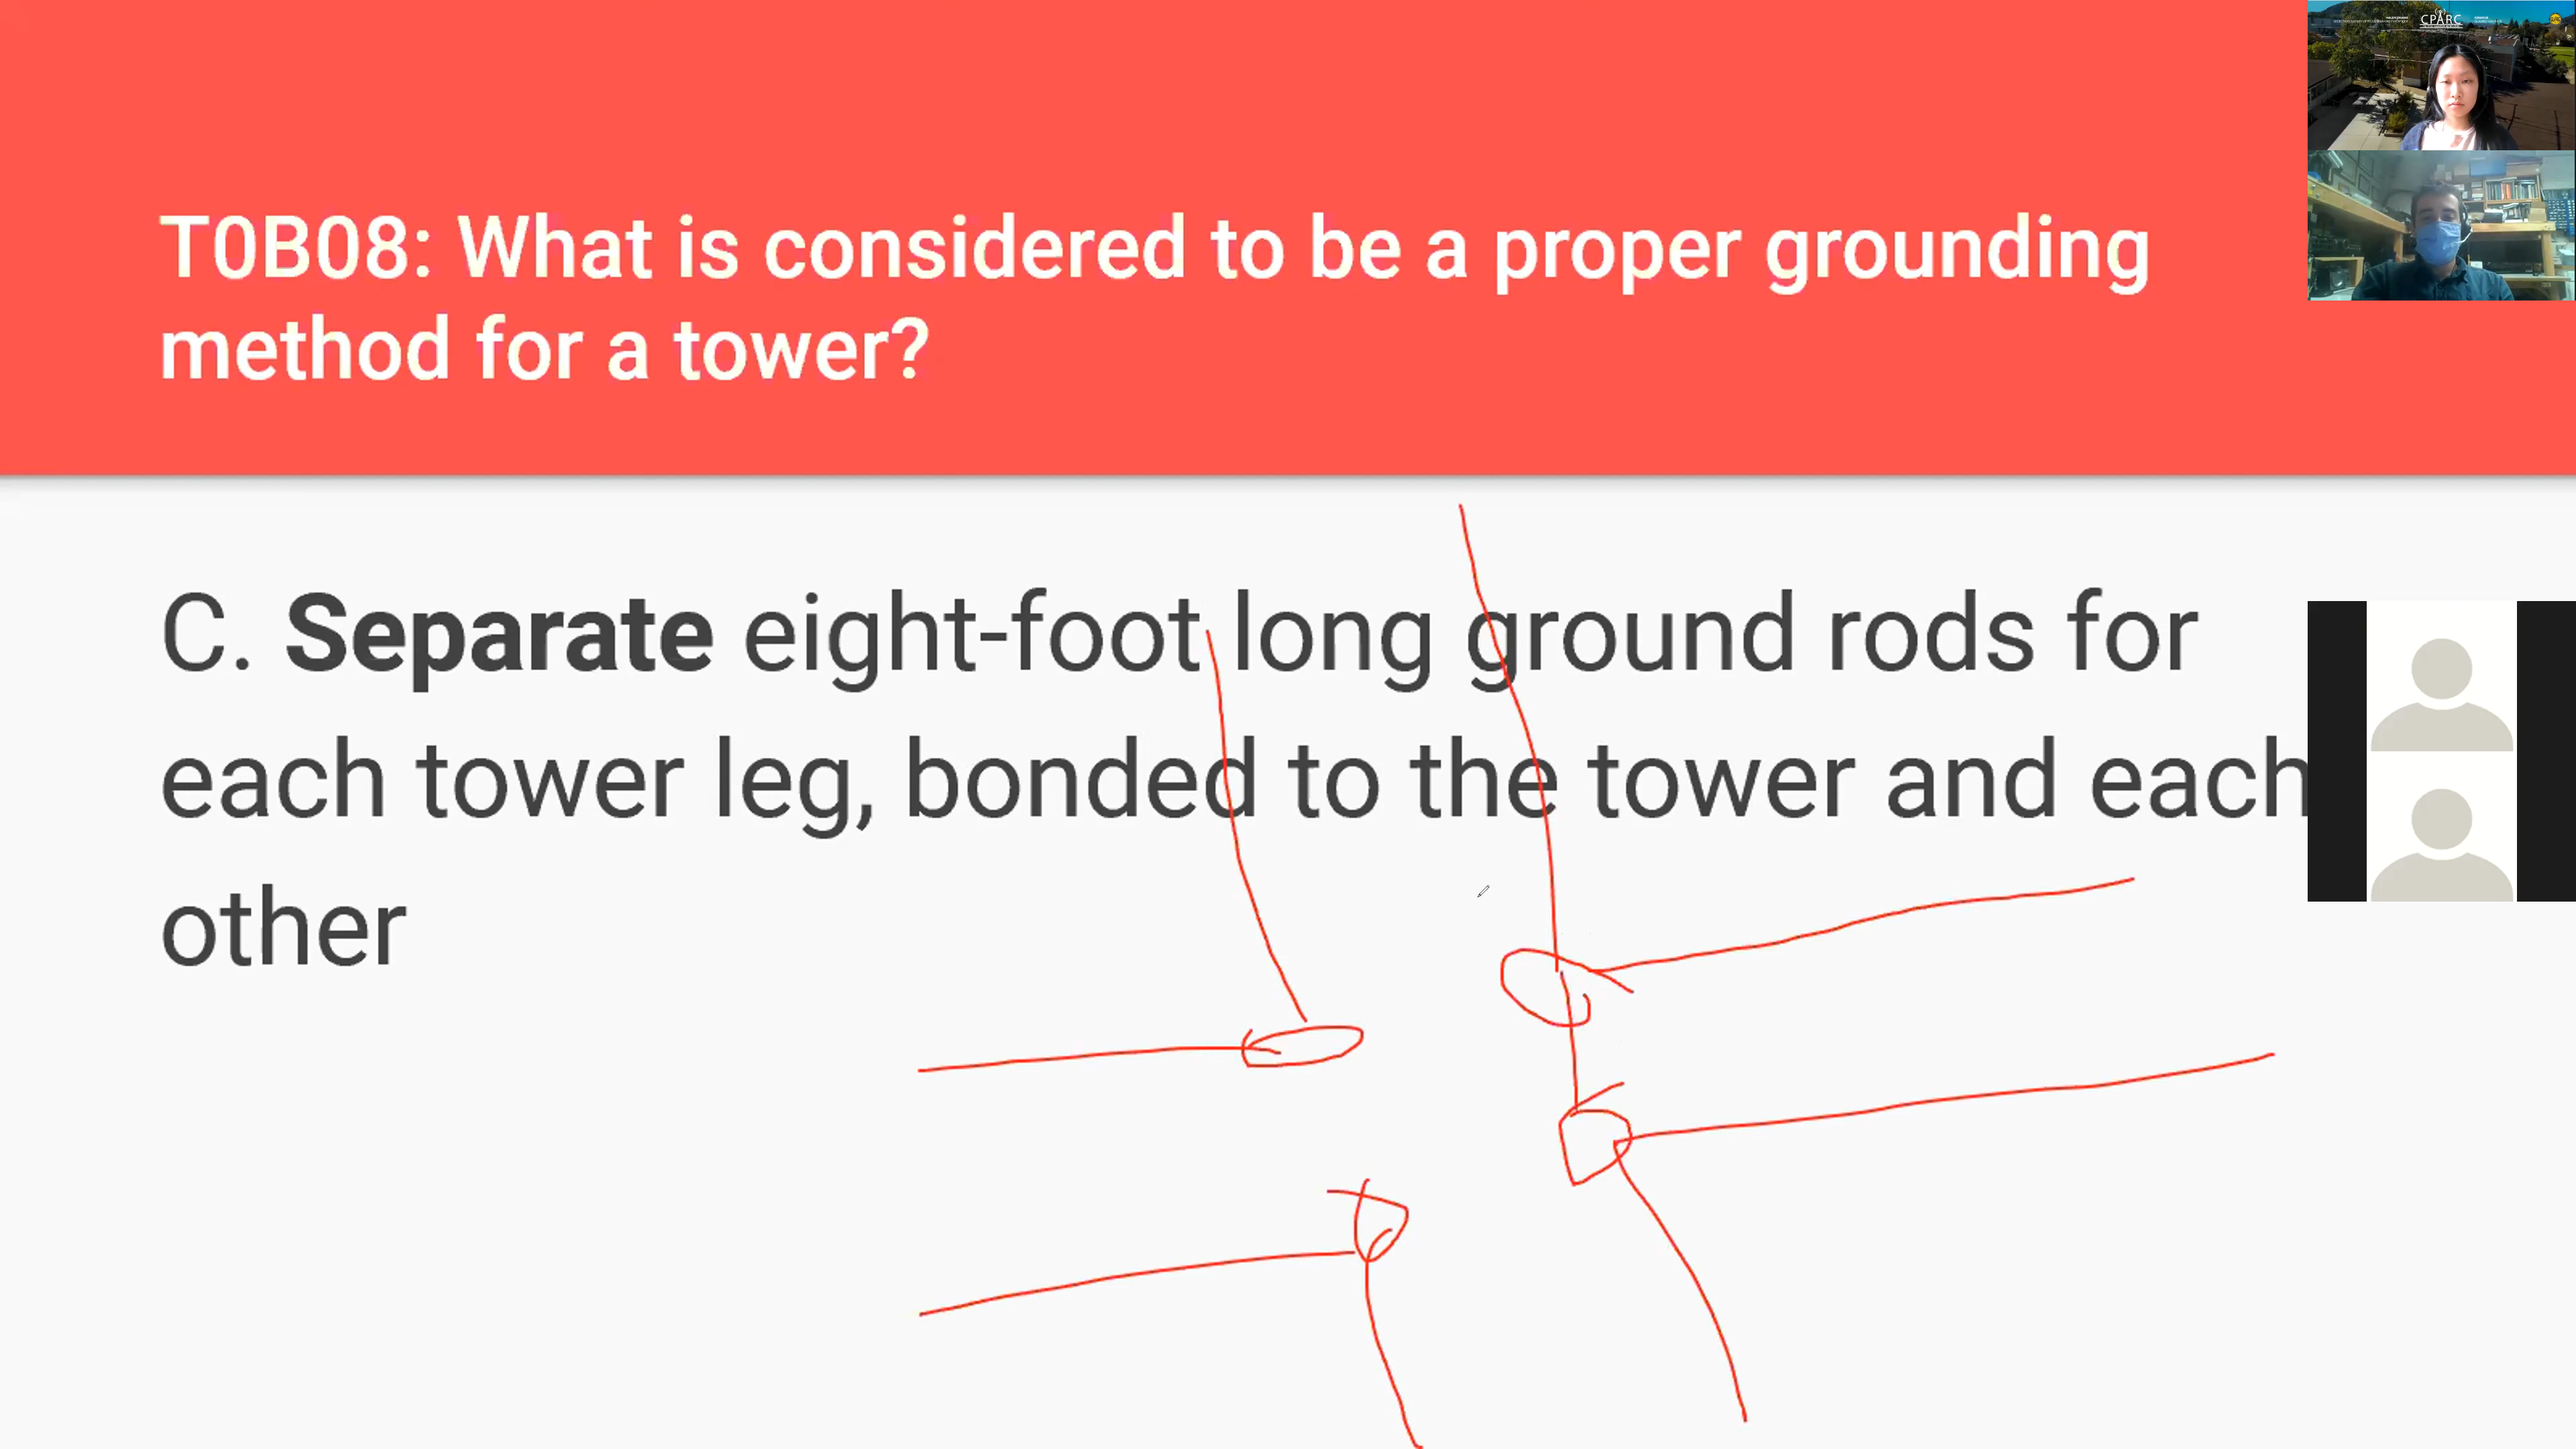 T0B08: What is considered to be a proper grounding
method for a tower?
C. Separate eight-foot long ground rods for
each tower leg, bonded to the tower and each
other
CPARC